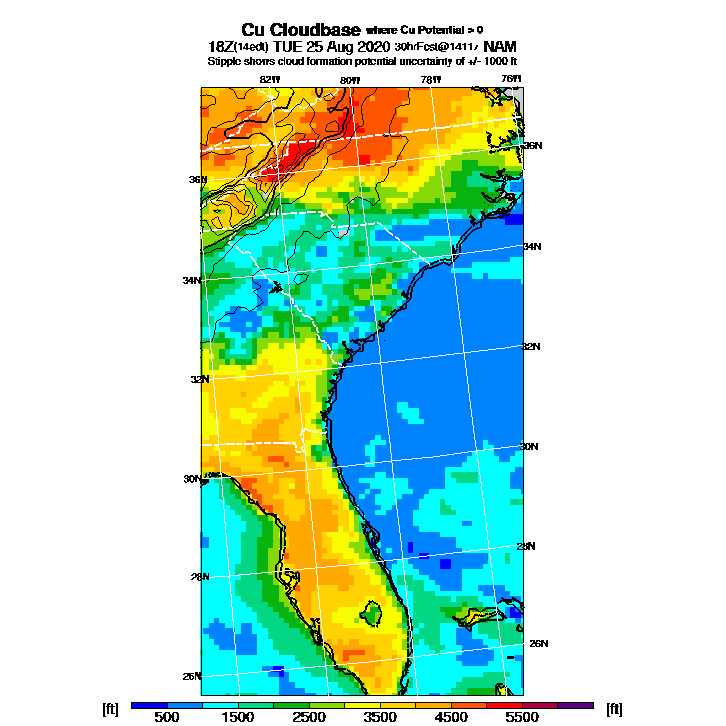 Cu Cloudbase where Cu Potential > 0
18Z(14edt) TUE 25 Aug 2020 30hrFcst@1411z NAM
Stipple shows cloud formation potential uncertainty of +/- 1000 ft
82W 80W 78W 76W
36N
36N
34N
34N
32N
32N
30N
30N
28N
28N
26N
26N
[ft] 500 1500 2500 3500 4500 5500 [ft]